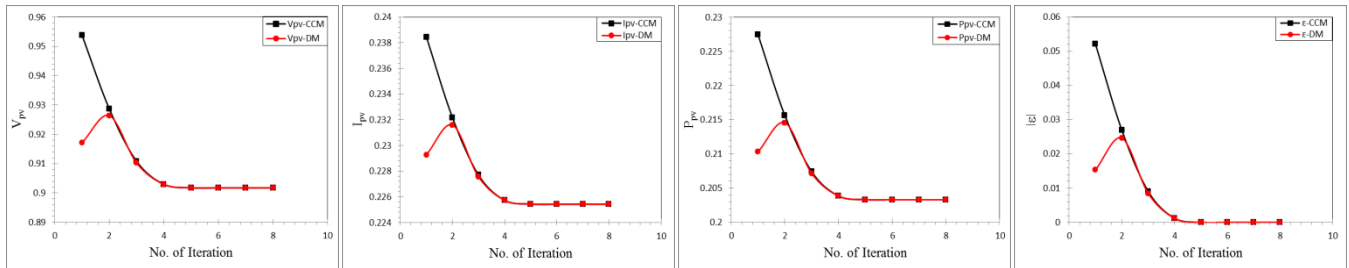 0.96
0.95
0.94
0.93
0.92
0.91
0.9
0.89
V_pv
0 2 4 6 8 10
No. of Iteration
Vpv-CCM
Vpv-DM
0.24
0.238
0.236
0.234
0.232
0.23
0.228
0.226
0.224
I_pv
0 2 4 6 8 10
No. of Iteration
Ipv-CCM
Ipv-DM
0.23
0.225
0.22
0.215
0.21
0.205
0.2
P_pv
0 2 4 6 8 10
No. of Iteration
Ppv-CCM
Ppv-DM
0.06
0.05
0.04
0.03
0.02
0.01
0
|ε|
0 2 4 6 8 10
No. of Iteration
ε-CCM
ε-DM